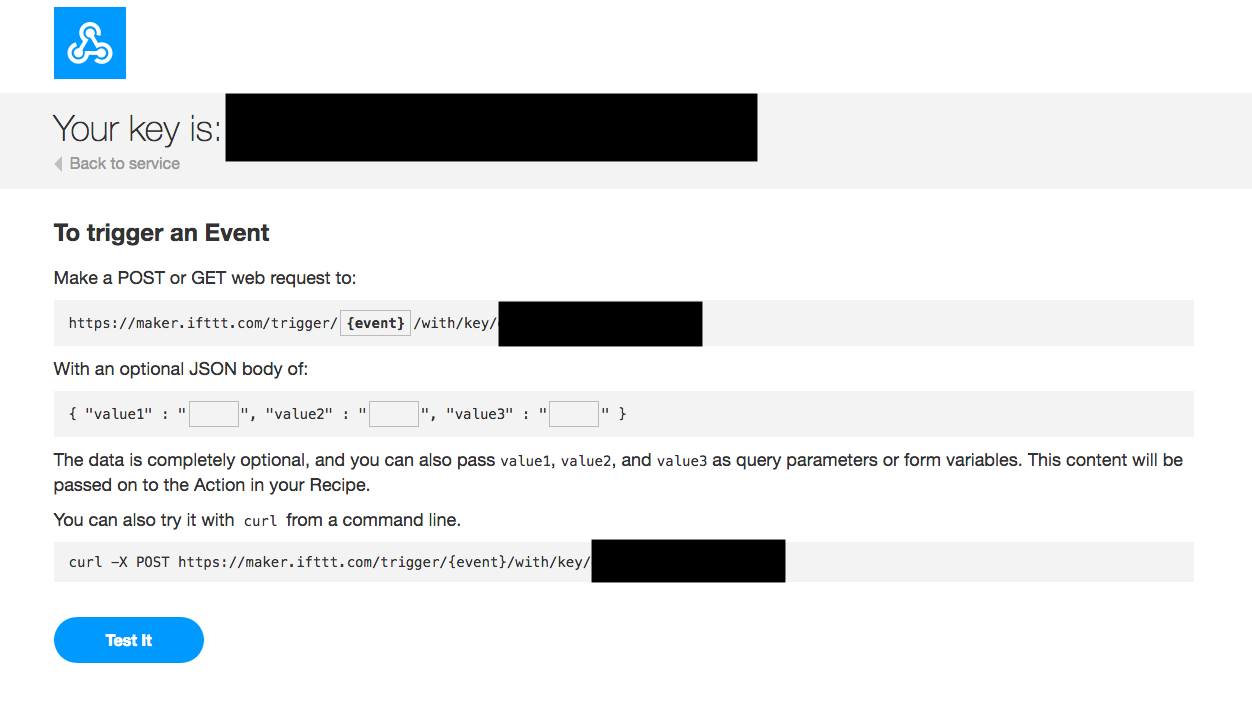 Your key is:
Back to service
To trigger an Event
Make a POST or GET web request to:
https://maker.ifttt.com/trigger/ {event} /with/key/
With an optional JSON body of:
{ "value1" : " ", "value2" : " ", "value3" : " " }
The data is completely optional, and you can also pass value1, value2, and value3 as query parameters or form variables. This content will be
passed on to the Action in your Recipe.
You can also try it with curl from a command line.
curl -X POST https://maker.ifttt.com/trigger/{event}/with/key/
Test It